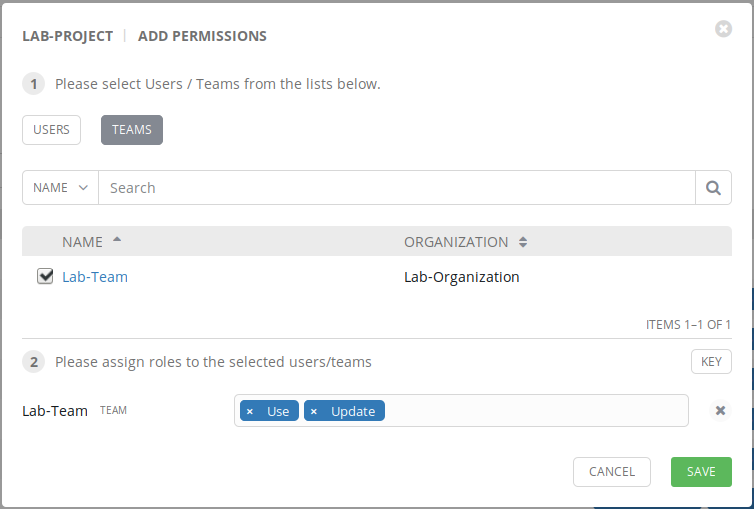 LAB-PROJECT | ADD PERMISSIONS
1 Please select Users / Teams from the lists below.
USERS TEAMS
NAME Search
NAME ORGANIZATION
Lab-Team Lab-Organization
ITEMS 1–1 OF 1
2 Please assign roles to the selected users/teams KEY
Lab-Team TEAM × Use × Update
CANCEL SAVE